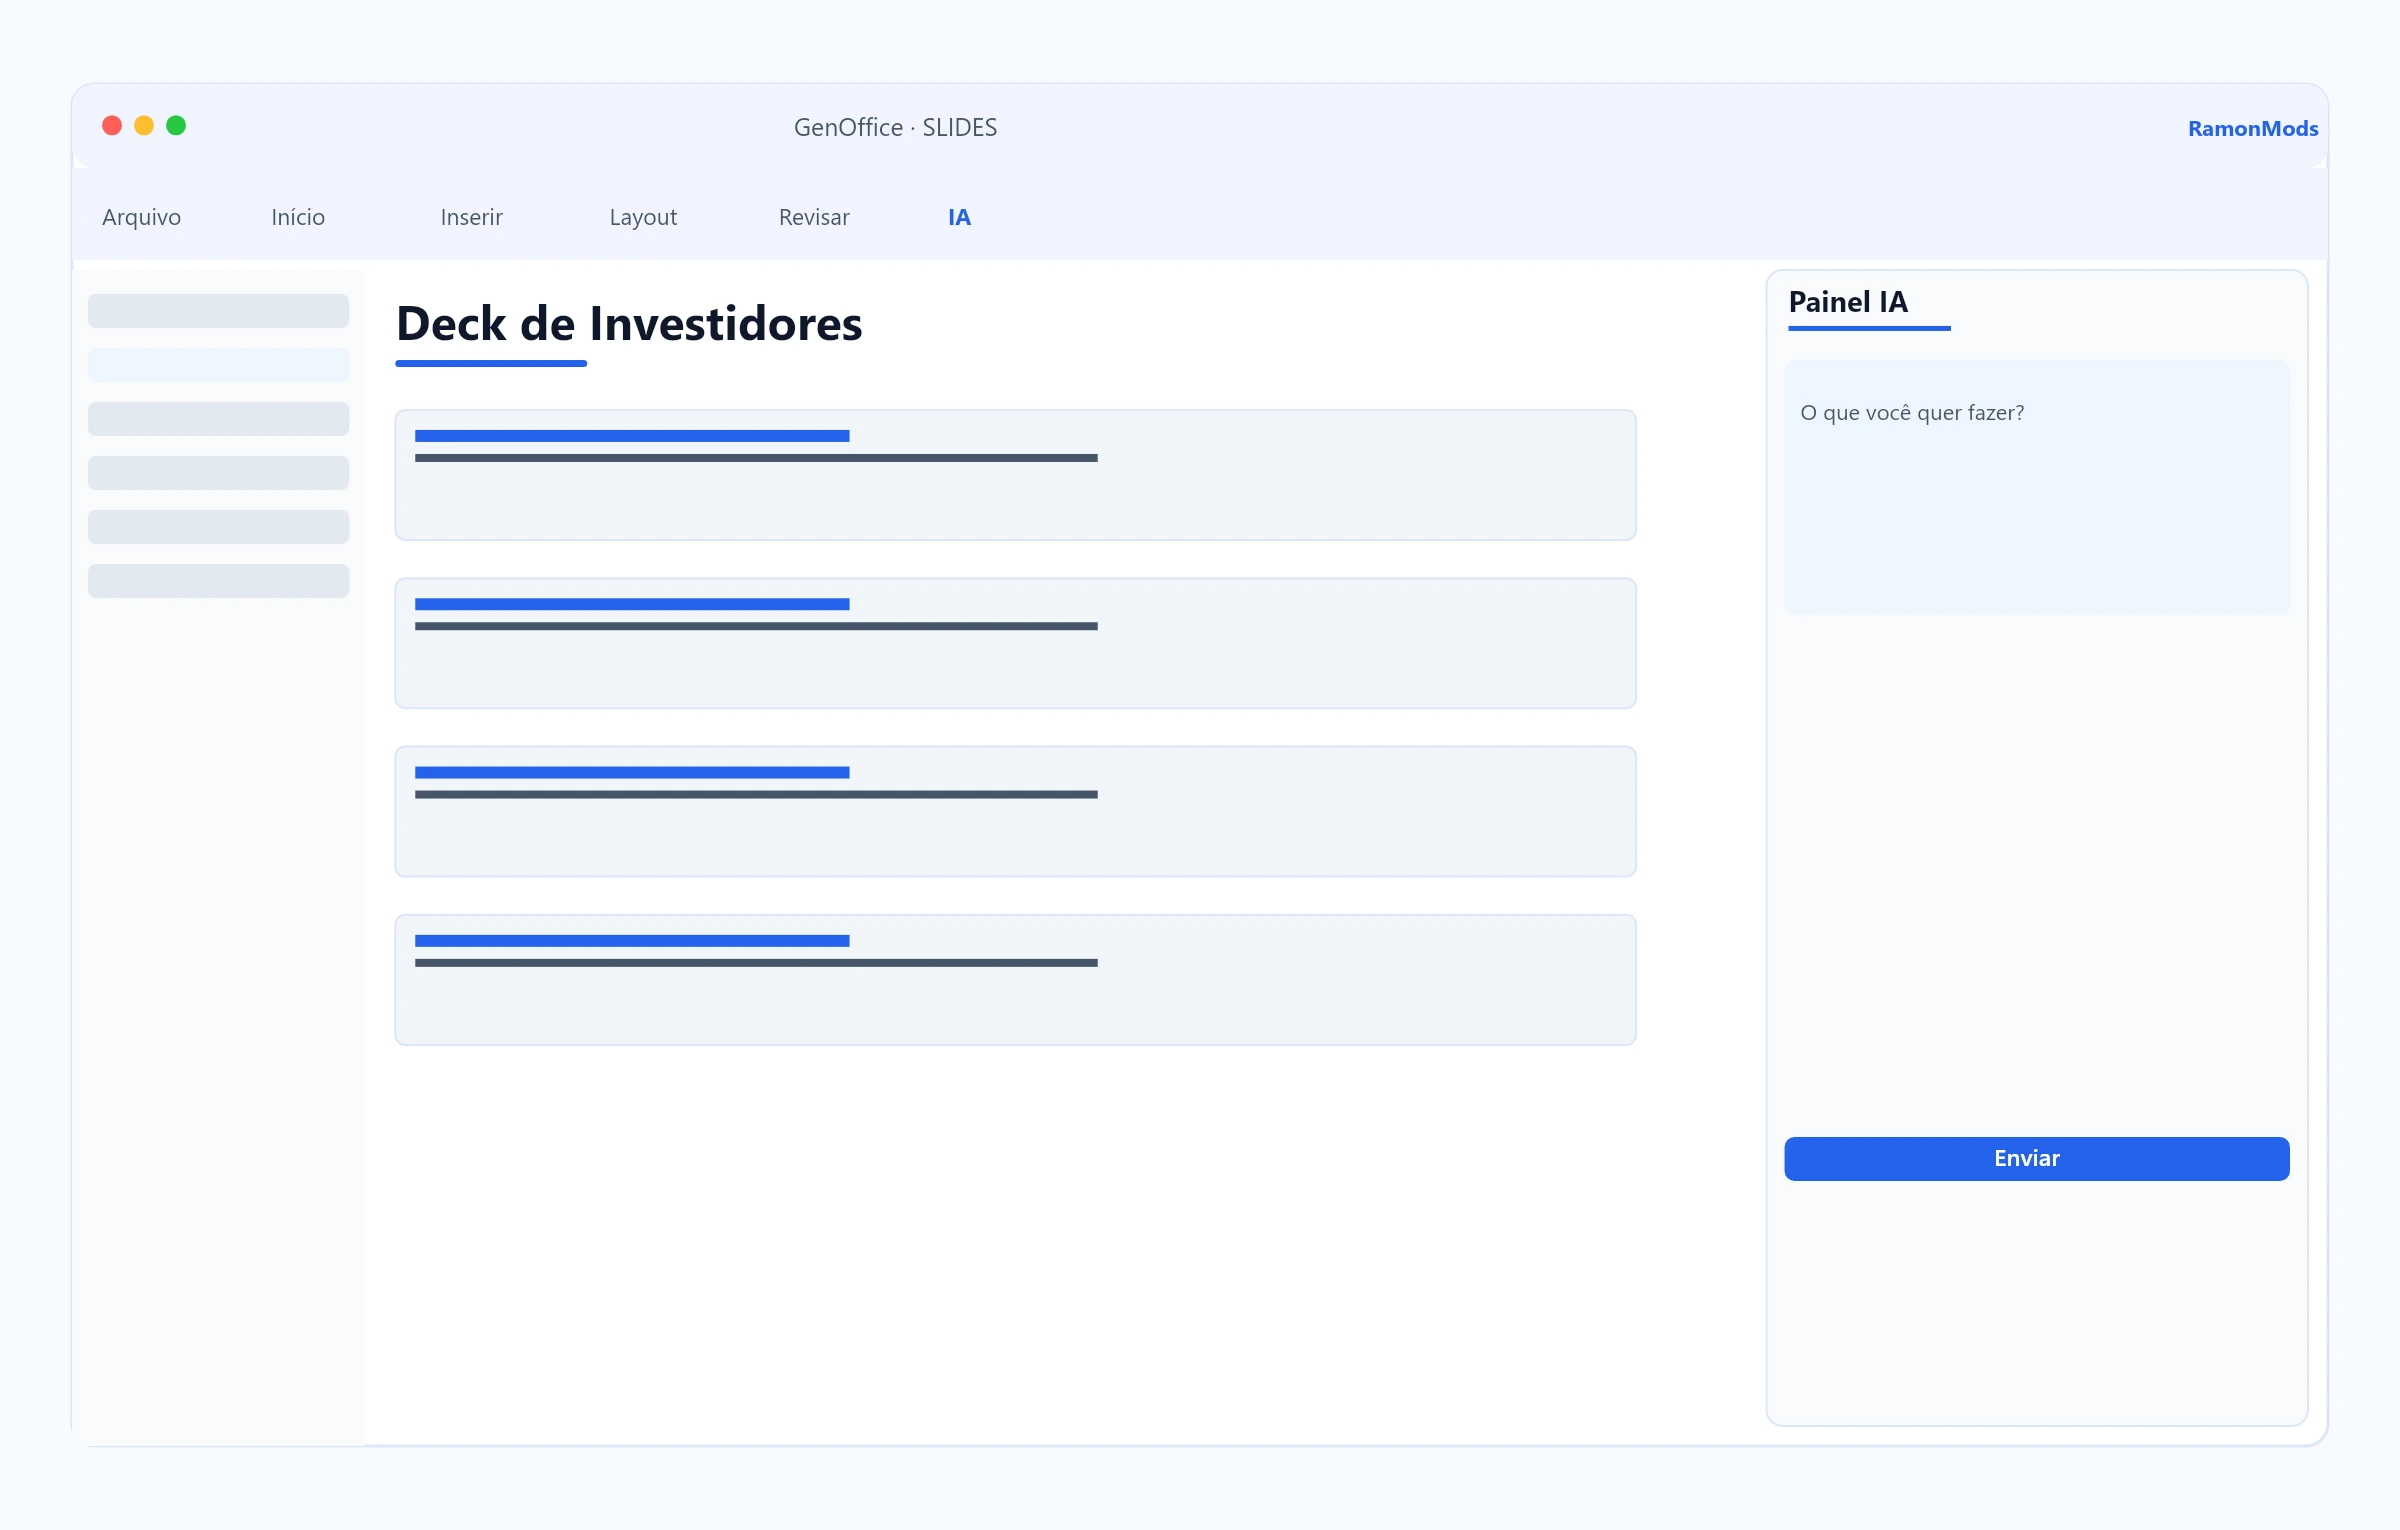 GenOffice · SLIDES
RamonMods
Arquivo Início Inserir Layout Revisar IA
Deck de Investidores
Painel IA
O que você quer fazer?
Enviar